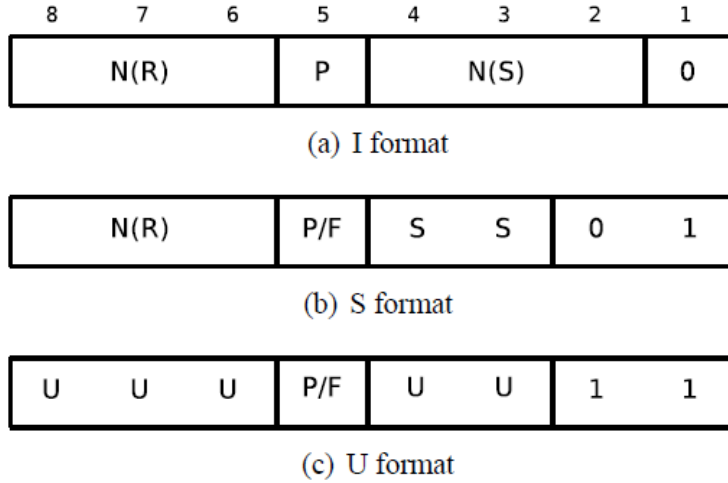 8 7 6 5 4 3 2 1
N(R) P N(S) 0
(a) I format
N(R) P/F S S 0 1
(b) S format
U U U P/F U U 1 1
(c) U format